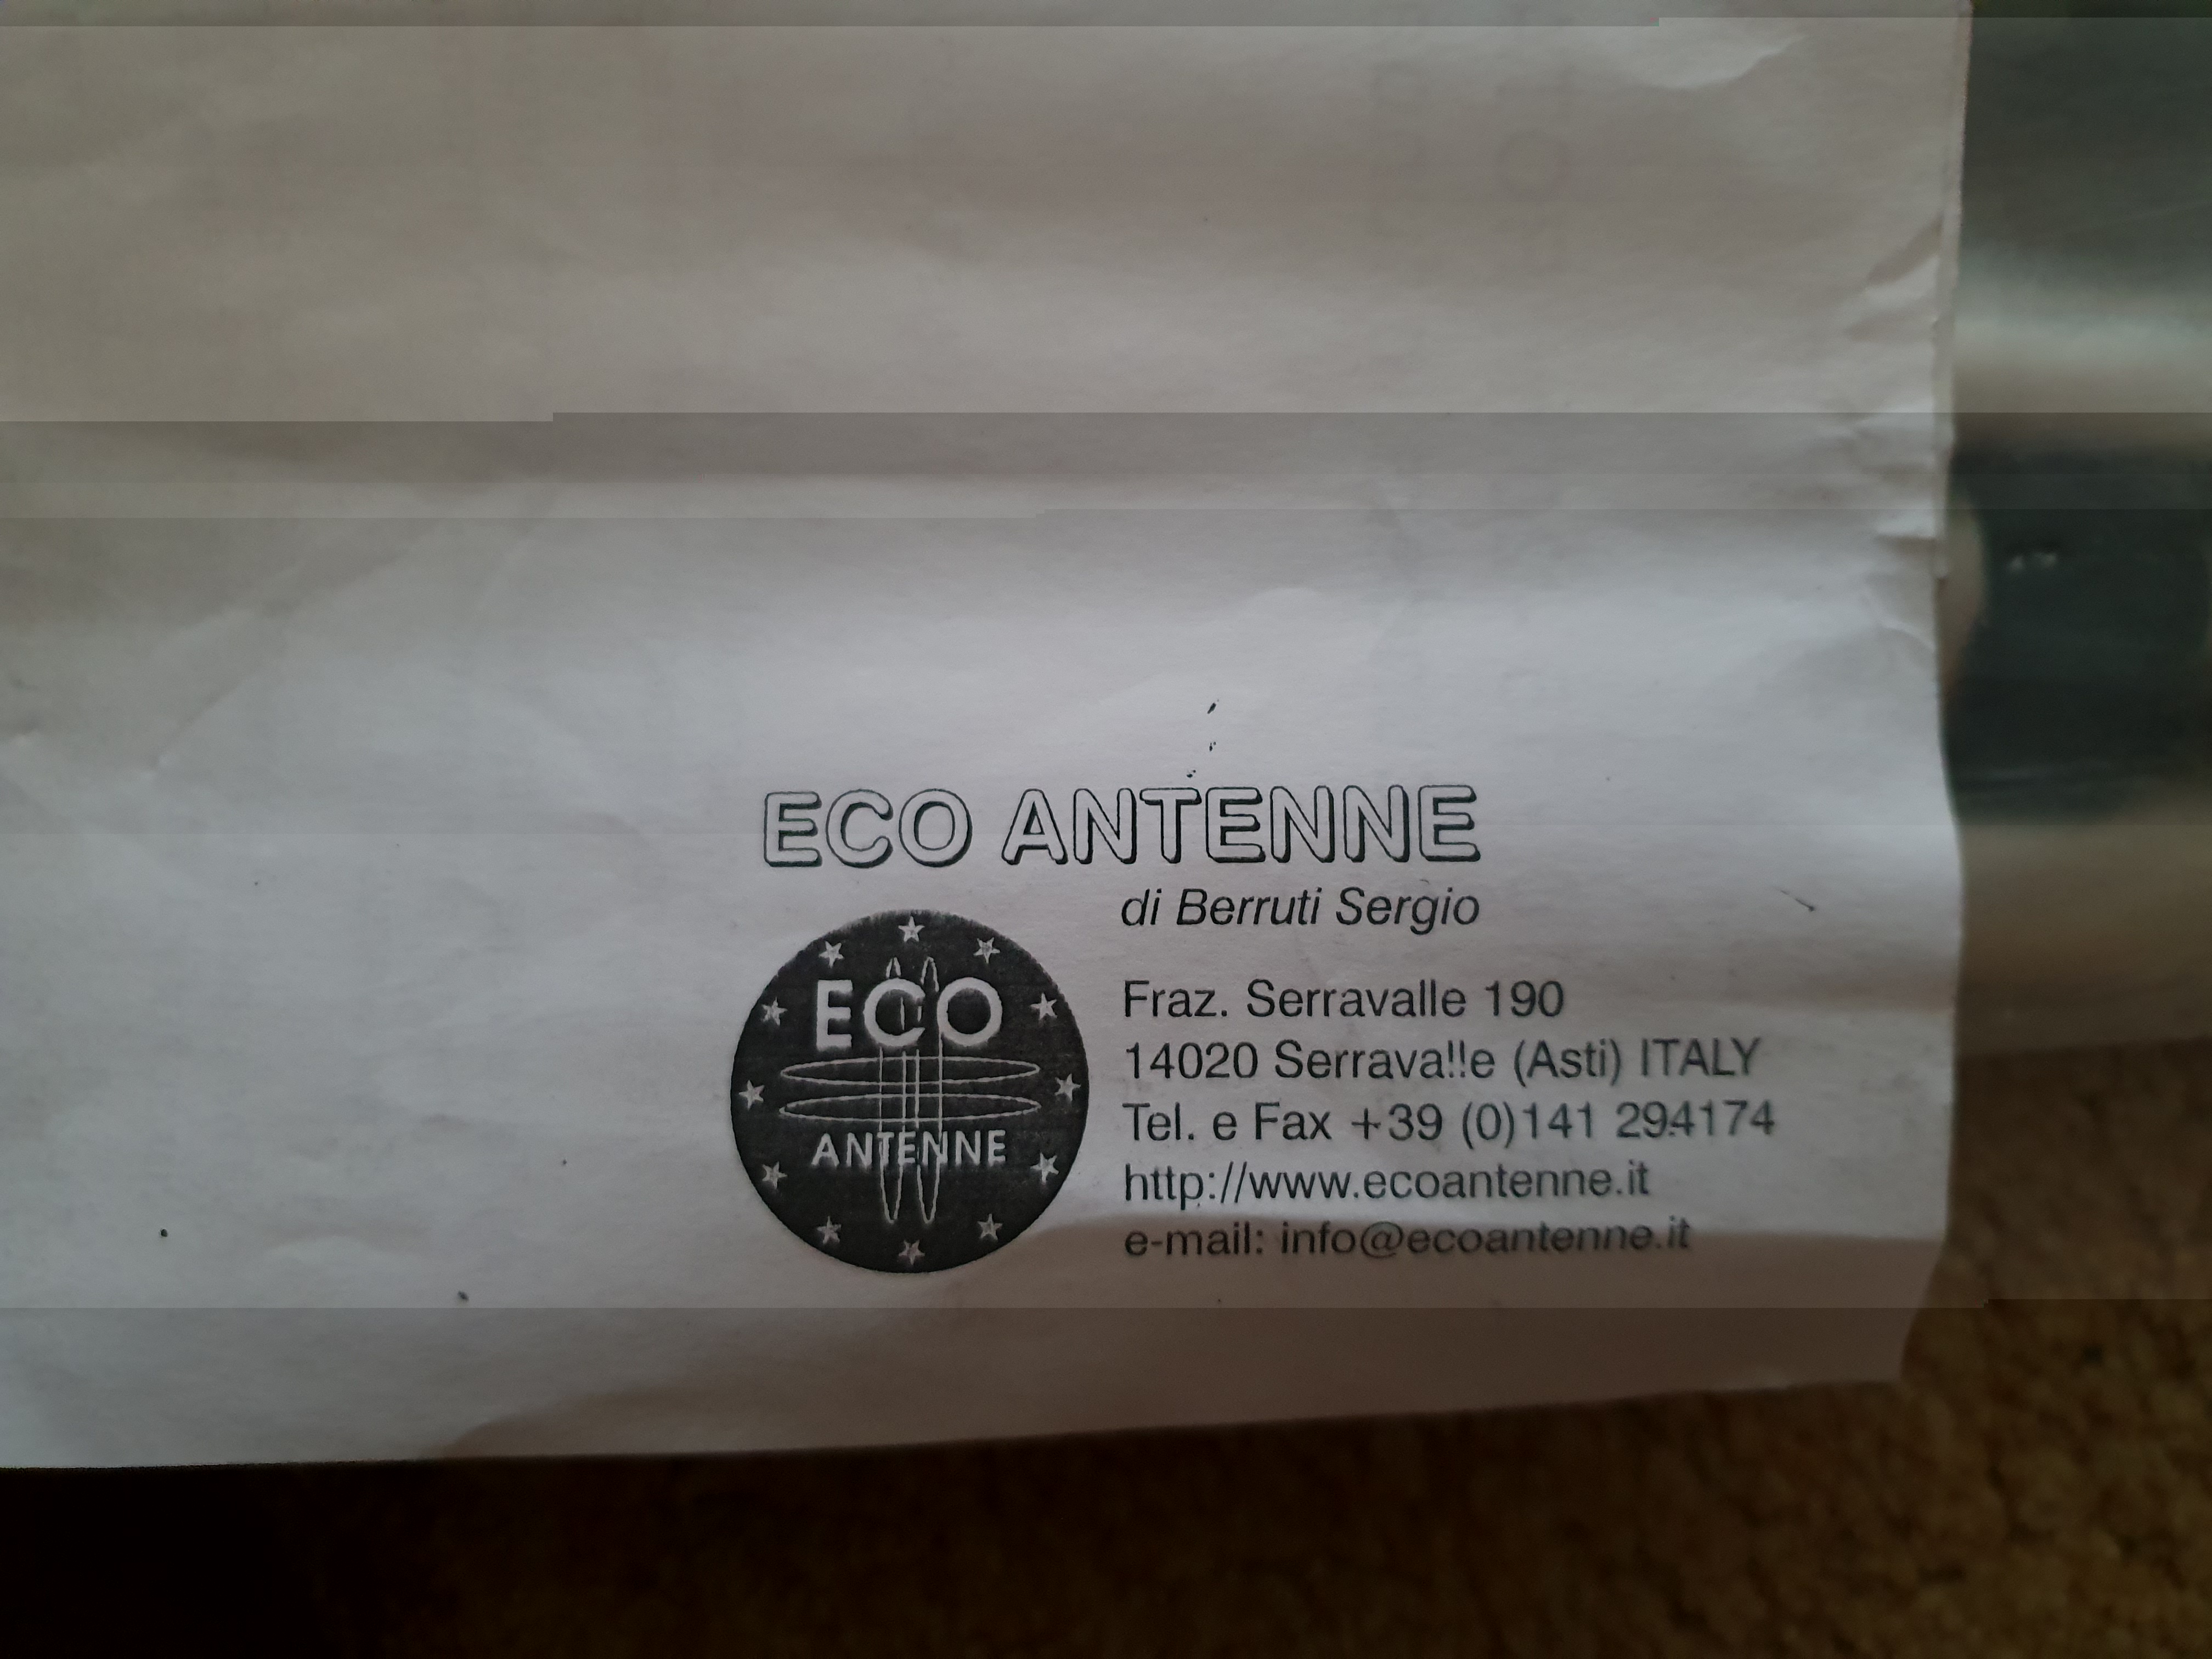 ECO ANTENNE
di Berruti Sergio
ECO
ANTENNE
Fraz. Serravalle 190
14020 Serrava!!e (Asti) ITALY
Tel. e Fax +39 (0)141 294174
http://www.ecoantenne.it
e-mail: info@ecoantenne.it